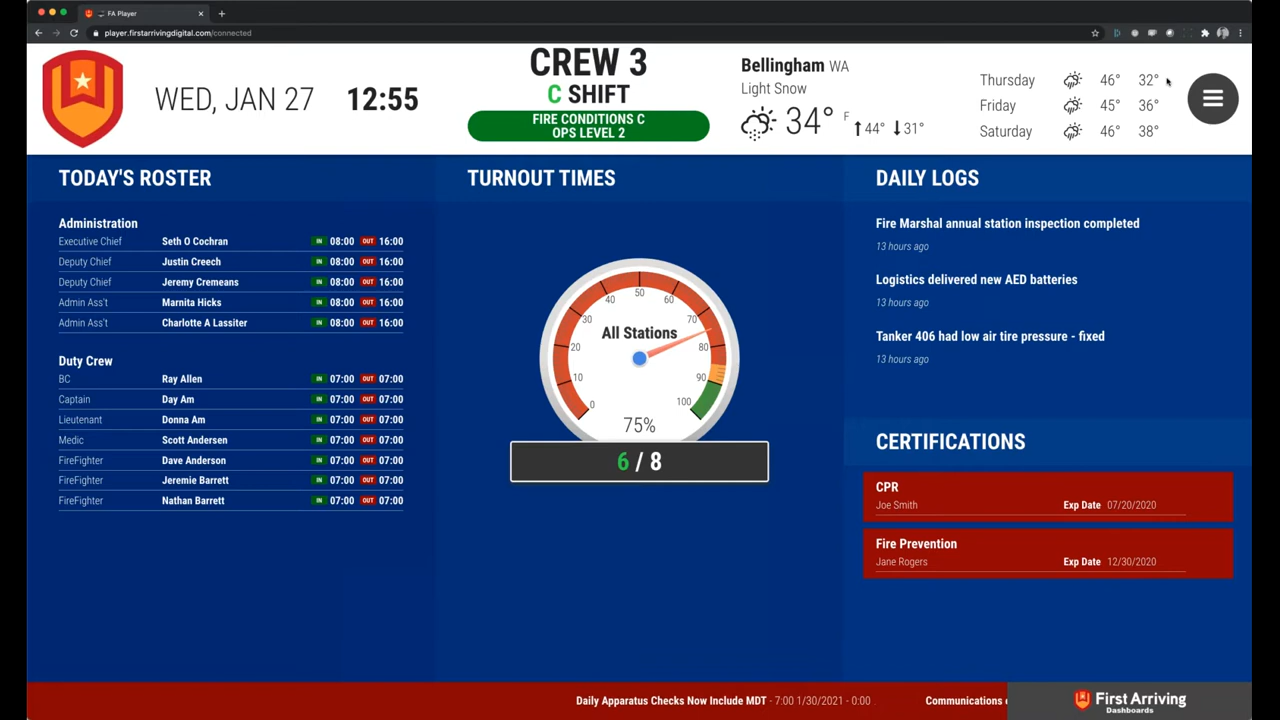 FA Player
player.firstarrivingdigital.com/connected
WED, JAN 27 12:55
CREW 3
C SHIFT
FIRE CONDITIONS C
OPS LEVEL 2
Bellingham WA
Light Snow
34° F 44° 31°
Thursday 46° 32°
Friday 45° 36°
Saturday 46° 38°
TODAY'S ROSTER
Administration
Executive Chief Seth O Cochran IN 08:00 OUT 16:00
Deputy Chief Justin Creech IN 08:00 OUT 16:00
Deputy Chief Jeremy Cremeans IN 08:00 OUT 16:00
Admin Ass't Marnita Hicks IN 08:00 OUT 16:00
Admin Ass't Charlotte A Lassiter IN 08:00 OUT 16:00
Duty Crew
BC Ray Allen IN 07:00 OUT 07:00
Captain Day Am IN 07:00 OUT 07:00
Lieutenant Donna Am IN 07:00 OUT 07:00
Medic Scott Andersen IN 07:00 OUT 07:00
FireFighter Dave Anderson IN 07:00 OUT 07:00
FireFighter Jeremie Barrett IN 07:00 OUT 07:00
FireFighter Nathan Barrett IN 07:00 OUT 07:00
TURNOUT TIMES
0 10 20 30 40 50 60 70 80 90 100
All Stations
75%
6 / 8
DAILY LOGS
Fire Marshal annual station inspection completed
13 hours ago
Logistics delivered new AED batteries
13 hours ago
Tanker 406 had low air tire pressure - fixed
13 hours ago
CERTIFICATIONS
CPR
Joe Smith Exp Date 07/20/2020
Fire Prevention
Jane Rogers Exp Date 12/30/2020
Daily Apparatus Checks Now Include MDT - 7:00 1/30/2021 - 0:00 Communications
First Arriving
Dashboards